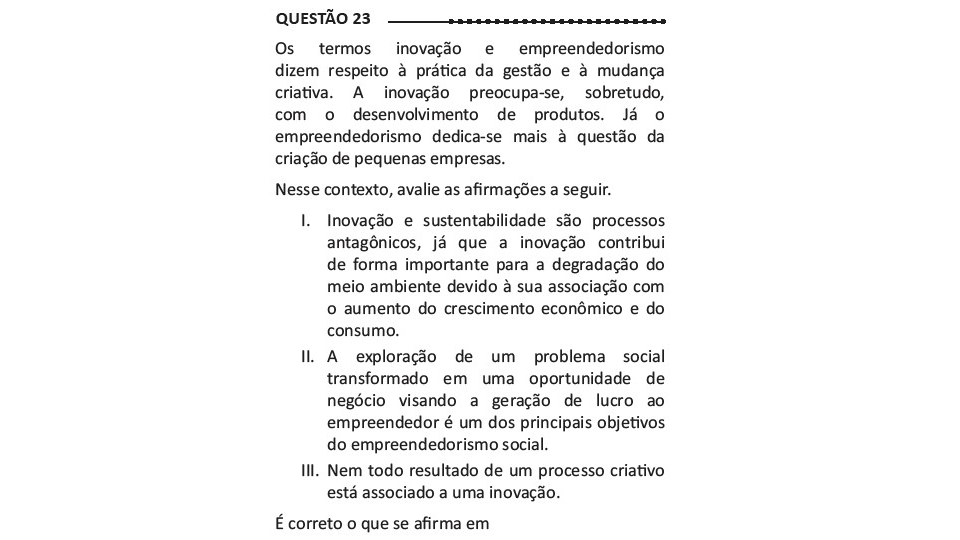 QUESTÃO 23
Os termos inovação e empreendedorismo
dizem respeito à prática da gestão e à mudança
criativa. A inovação preocupa-se, sobretudo,
com o desenvolvimento de produtos. Já o
empreendedorismo dedica-se mais à questão da
criação de pequenas empresas.
Nesse contexto, avalie as afirmações a seguir.
I. Inovação e sustentabilidade são processos
antagônicos, já que a inovação contribui
de forma importante para a degradação do
meio ambiente devido à sua associação com
o aumento do crescimento econômico e do
consumo.
II. A exploração de um problema social
transformado em uma oportunidade de
negócio visando a geração de lucro ao
empreendedor é um dos principais objetivos
do empreendedorismo social.
III. Nem todo resultado de um processo criativo
está associado a uma inovação.
É correto o que se afirma em